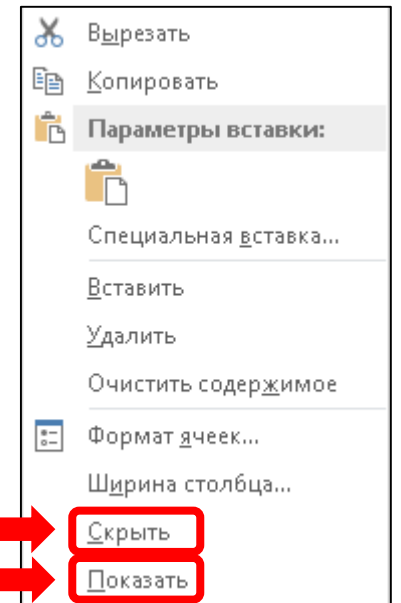 Вырезать
Копировать
Параметры вставки:
Специальная вставка...
Вставить
Удалить
Очистить содержимое
Формат ячеек...
Ширина столбца...
Скрыть
Показать